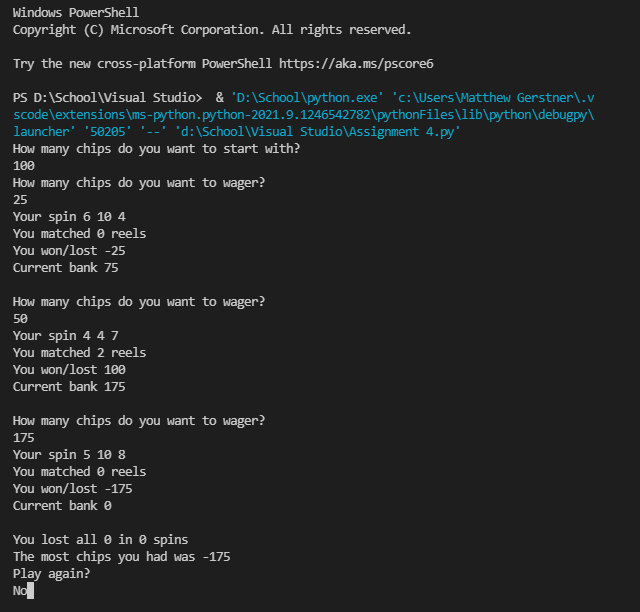 Windows PowerShell
Copyright (C) Microsoft Corporation. All rights reserved.
Try the new cross-platform PowerShell https://aka.ms/pscore6
PS D:\School\Visual Studio>  & 'D:\School\python.exe' 'c:\Users\Matthew Gerstner\.v
scode\extensions\ms-python.python-2021.9.1246542782\pythonFiles\lib\python\debugpy\
launcher' '50205' '--' 'd:\School\Visual Studio\Assignment 4.py'
How many chips do you want to start with?
100
How many chips do you want to wager?
25
Your spin 6 10 4
You matched 0 reels
You won/lost -25
Current bank 75
How many chips do you want to wager?
50
Your spin 4 4 7
You matched 2 reels
You won/lost 100
Current bank 175
How many chips do you want to wager?
175
Your spin 5 10 8
You matched 0 reels
You won/lost -175
Current bank 0
You lost all 0 in 0 spins
The most chips you had was -175
Play again?
No